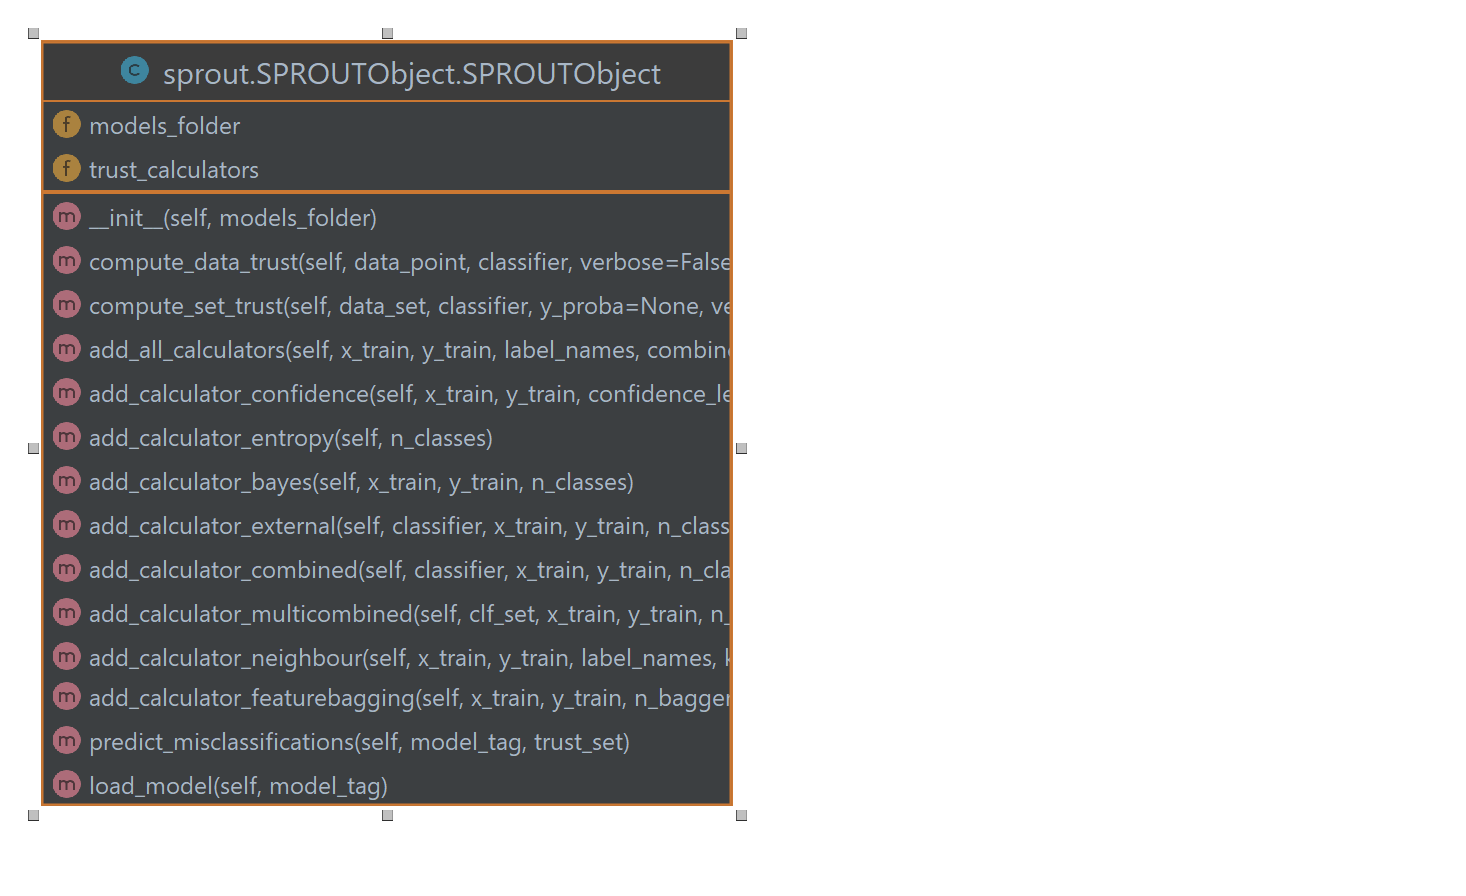 C sprout.SPROUTObject.SPROUTObject
f models_folder
f trust_calculators
m __init__(self, models_folder)
m compute_data_trust(self, data_point, classifier, verbose=False
m compute_set_trust(self, data_set, classifier, y_proba=None, ve
m add_all_calculators(self, x_train, y_train, label_names, combin
m add_calculator_confidence(self, x_train, y_train, confidence_le
m add_calculator_entropy(self, n_classes)
m add_calculator_bayes(self, x_train, y_train, n_classes)
m add_calculator_external(self, classifier, x_train, y_train, n_class
m add_calculator_combined(self, classifier, x_train, y_train, n_cla
m add_calculator_multicombined(self, clf_set, x_train, y_train, n_
m add_calculator_neighbour(self, x_train, y_train, label_names, k
m add_calculator_featurebagging(self, x_train, y_train, n_bagger
m predict_misclassifications(self, model_tag, trust_set)
m load_model(self, model_tag)